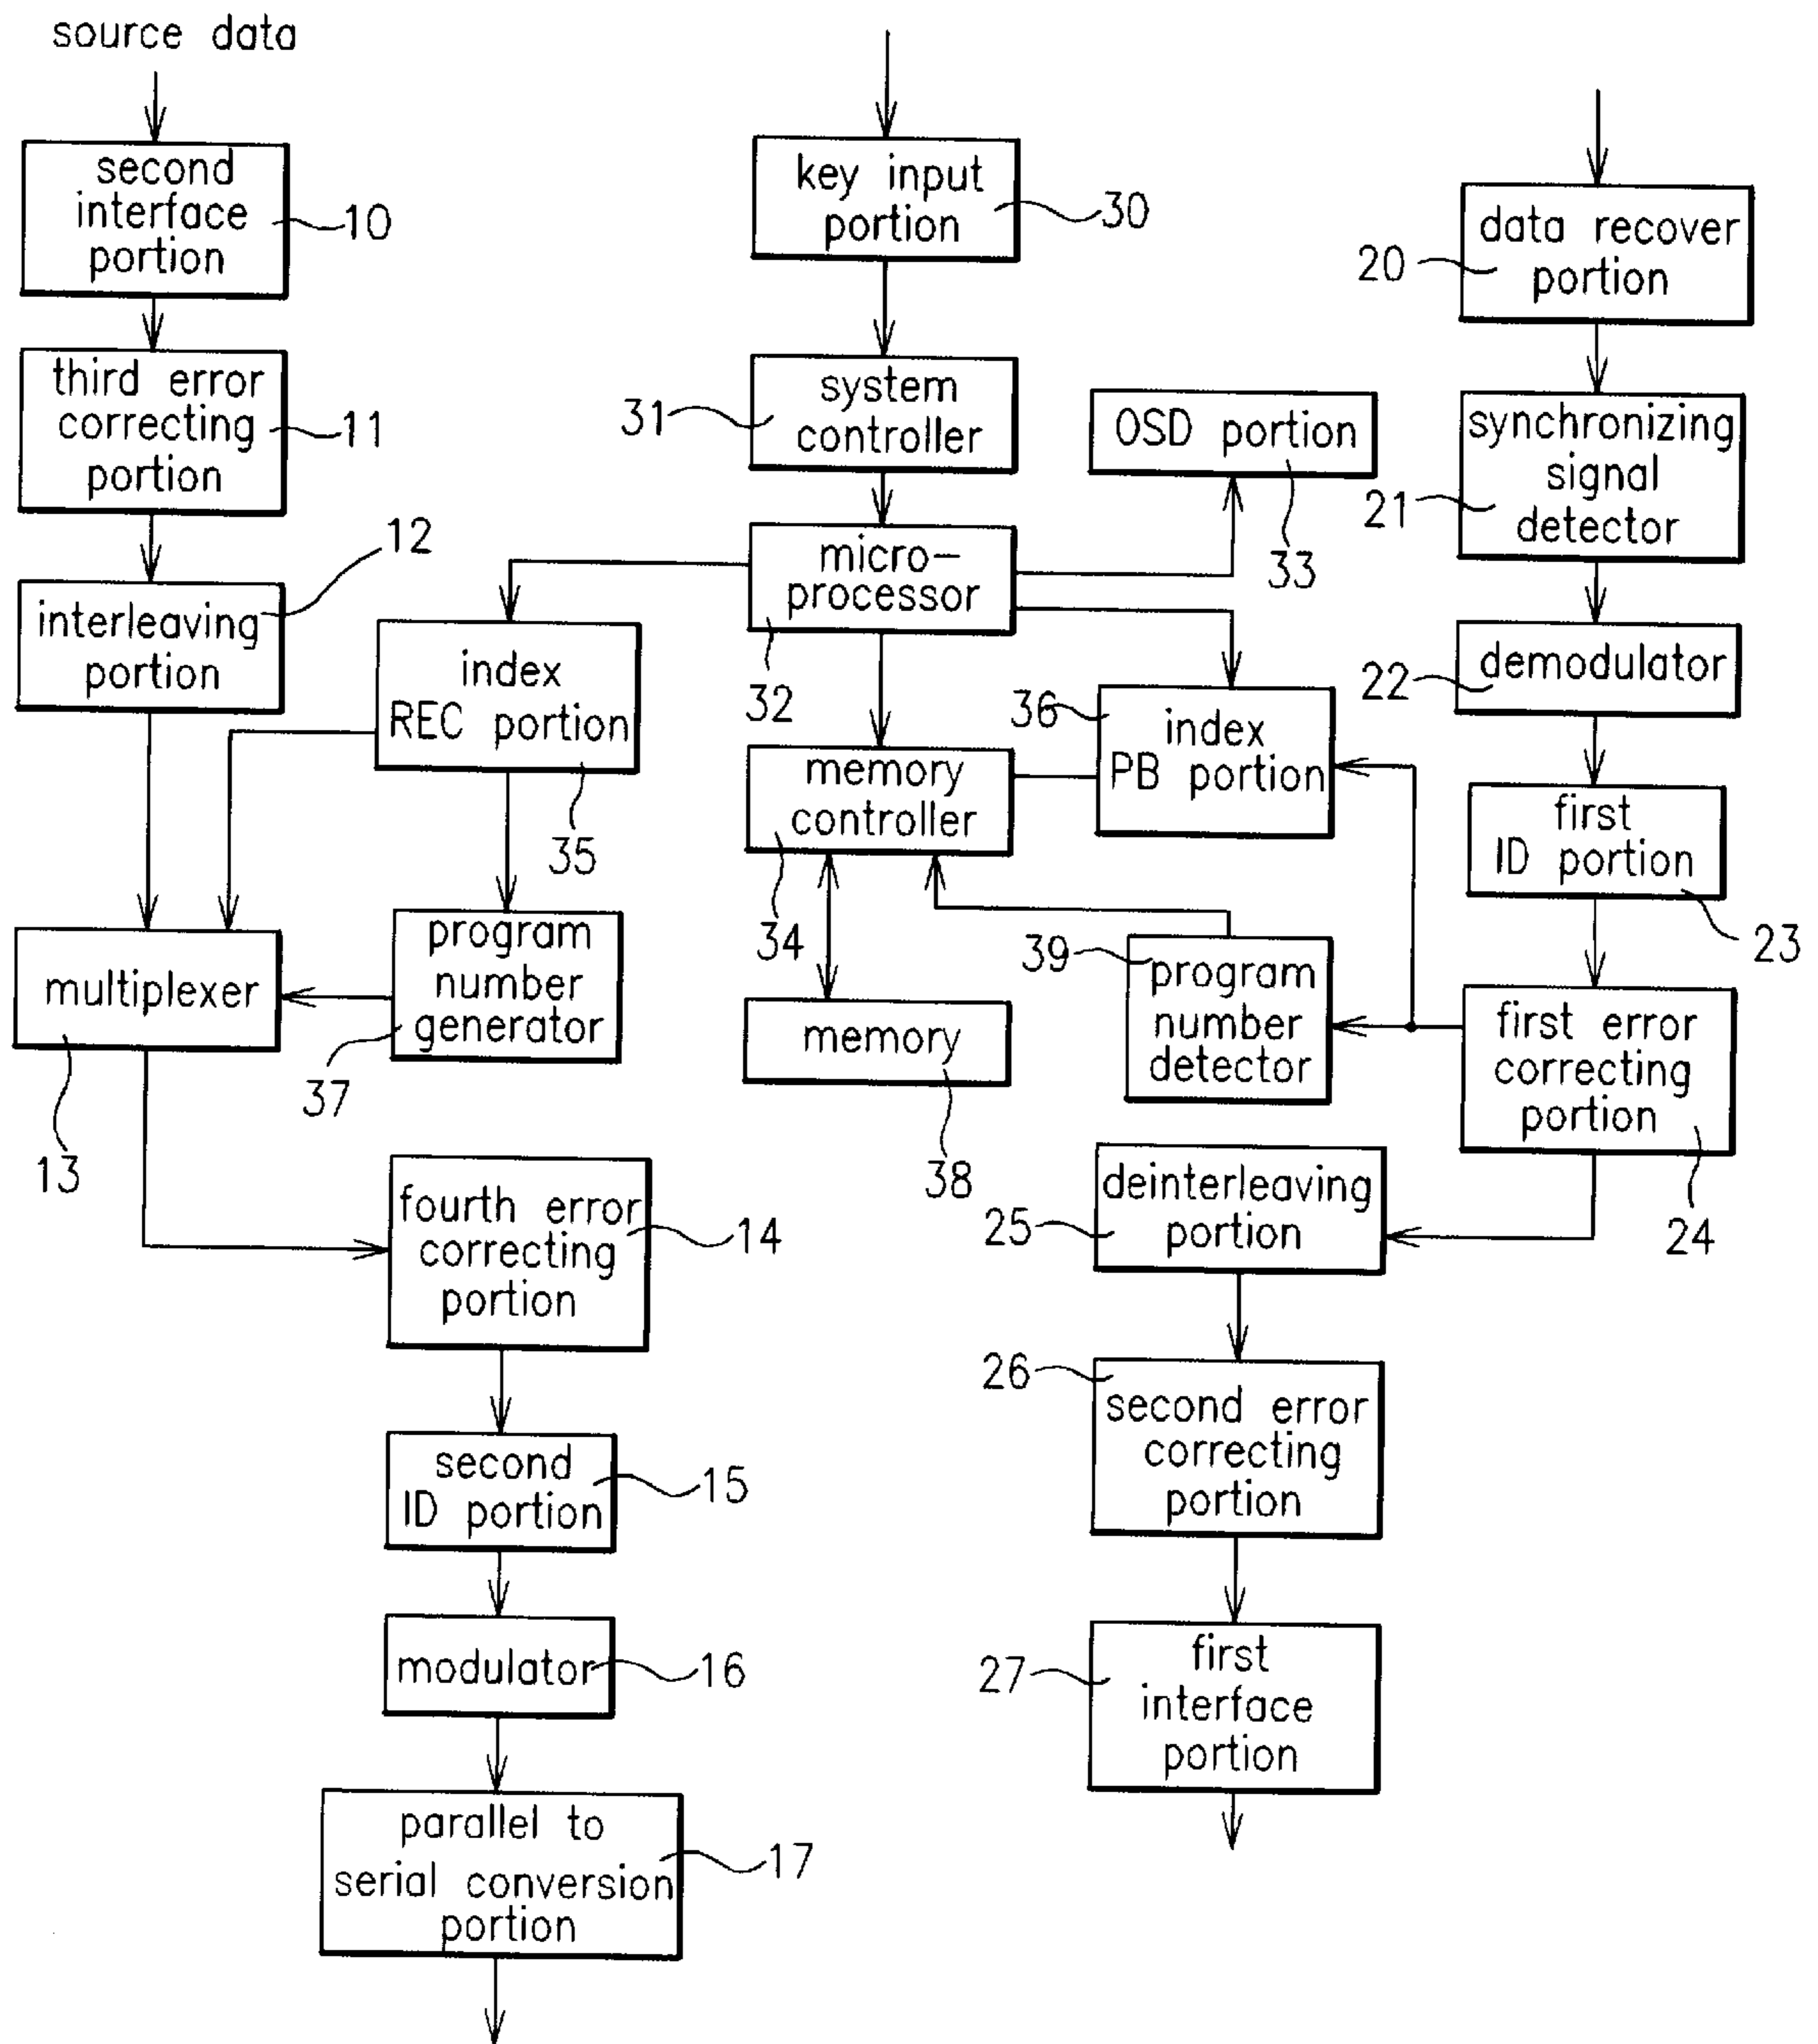 source data
second
interface
portion
10
third error
correcting
portion
11
interleaving
portion
12
multiplexer
13
index
REC portion
35
program
number
generator
37
fourth error
correcting
portion
14
second
ID portion
15
modulator
16
parallel to
serial conversion
portion
17
key input
portion
30
system
controller
31
micro-
processor
32
OSD portion
33
memory
controller
34
index
PB portion
36
memory
38
program
number
detector
39
data recover
portion
20
synchronizing
signal
detector
21
demodulator
22
first
ID portion
23
first error
correcting
portion
24
deinterleaving
portion
25
second error
correcting
portion
26
first
interface
portion
27